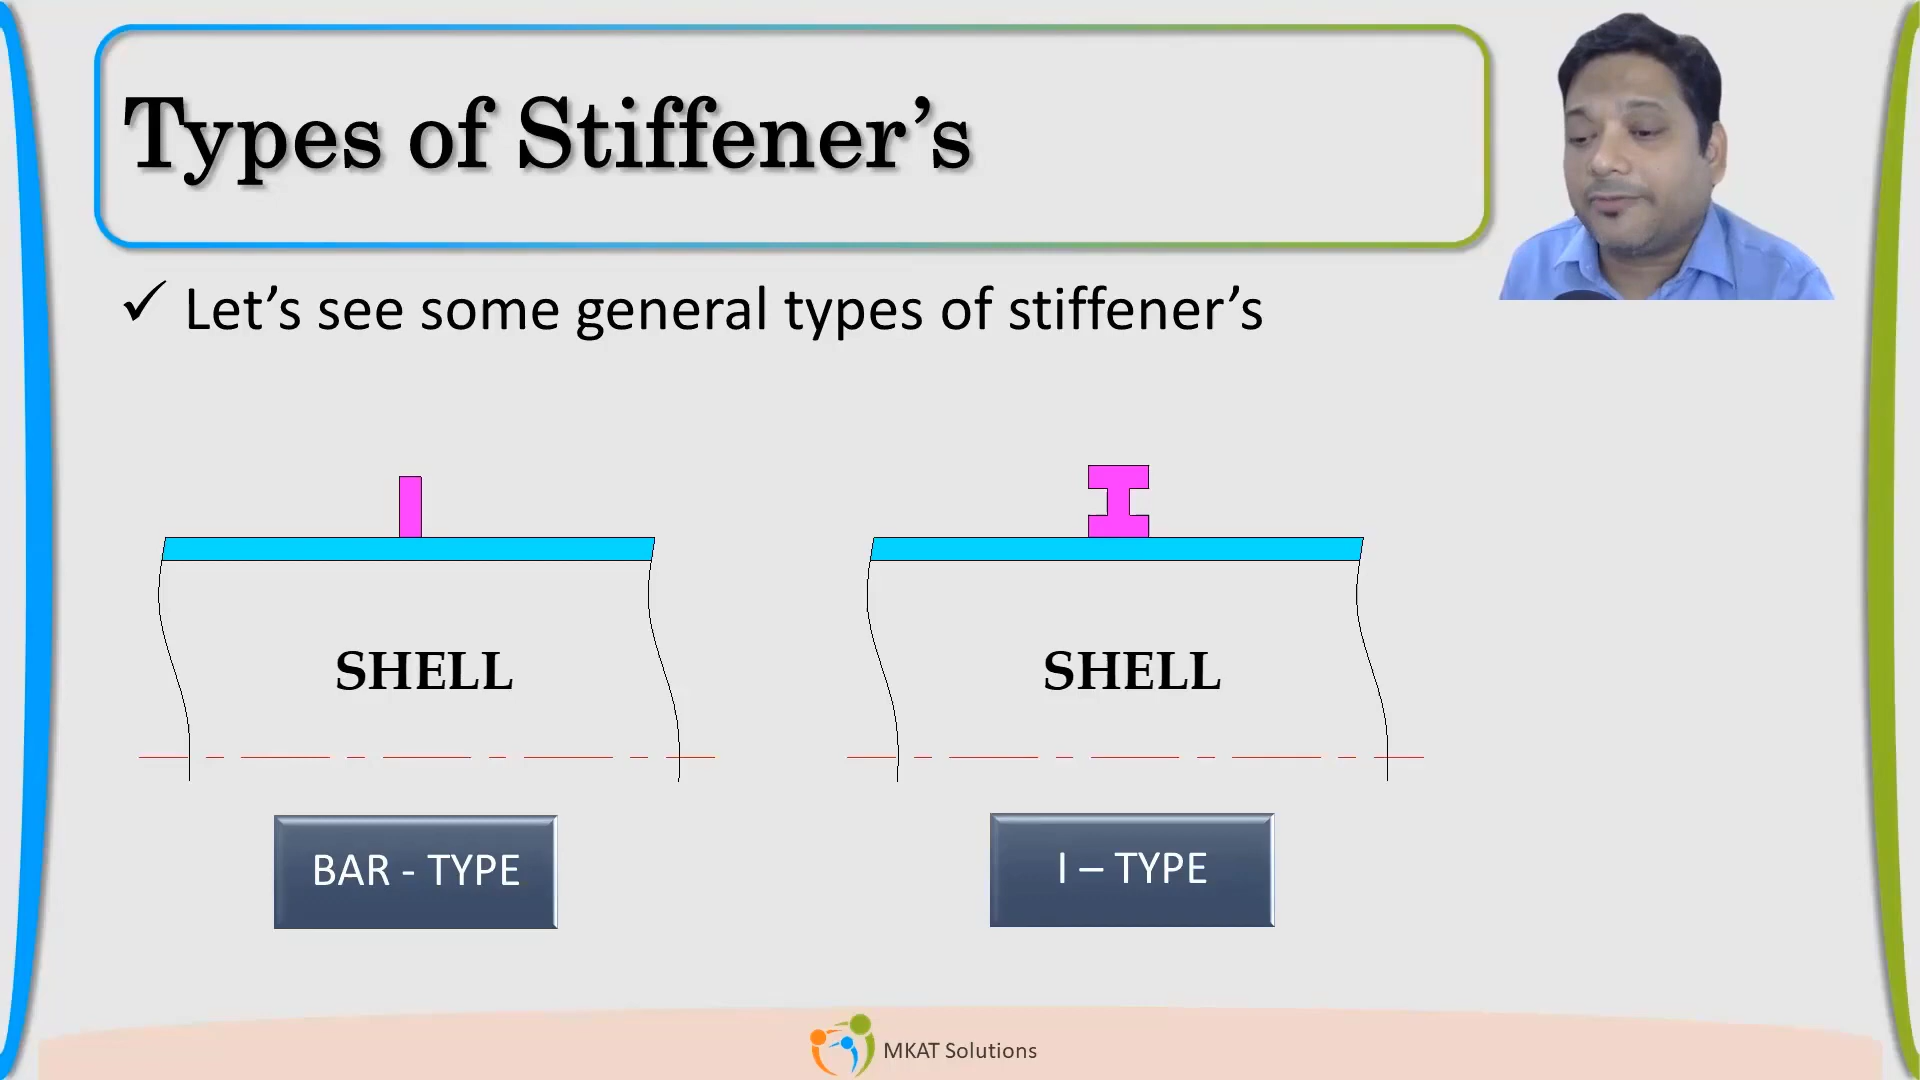 Types of Stiffener’s
✓ Let’s see some general types of stiffener’s
SHELL
SHELL
BAR - TYPE
I – TYPE
MKAT Solutions